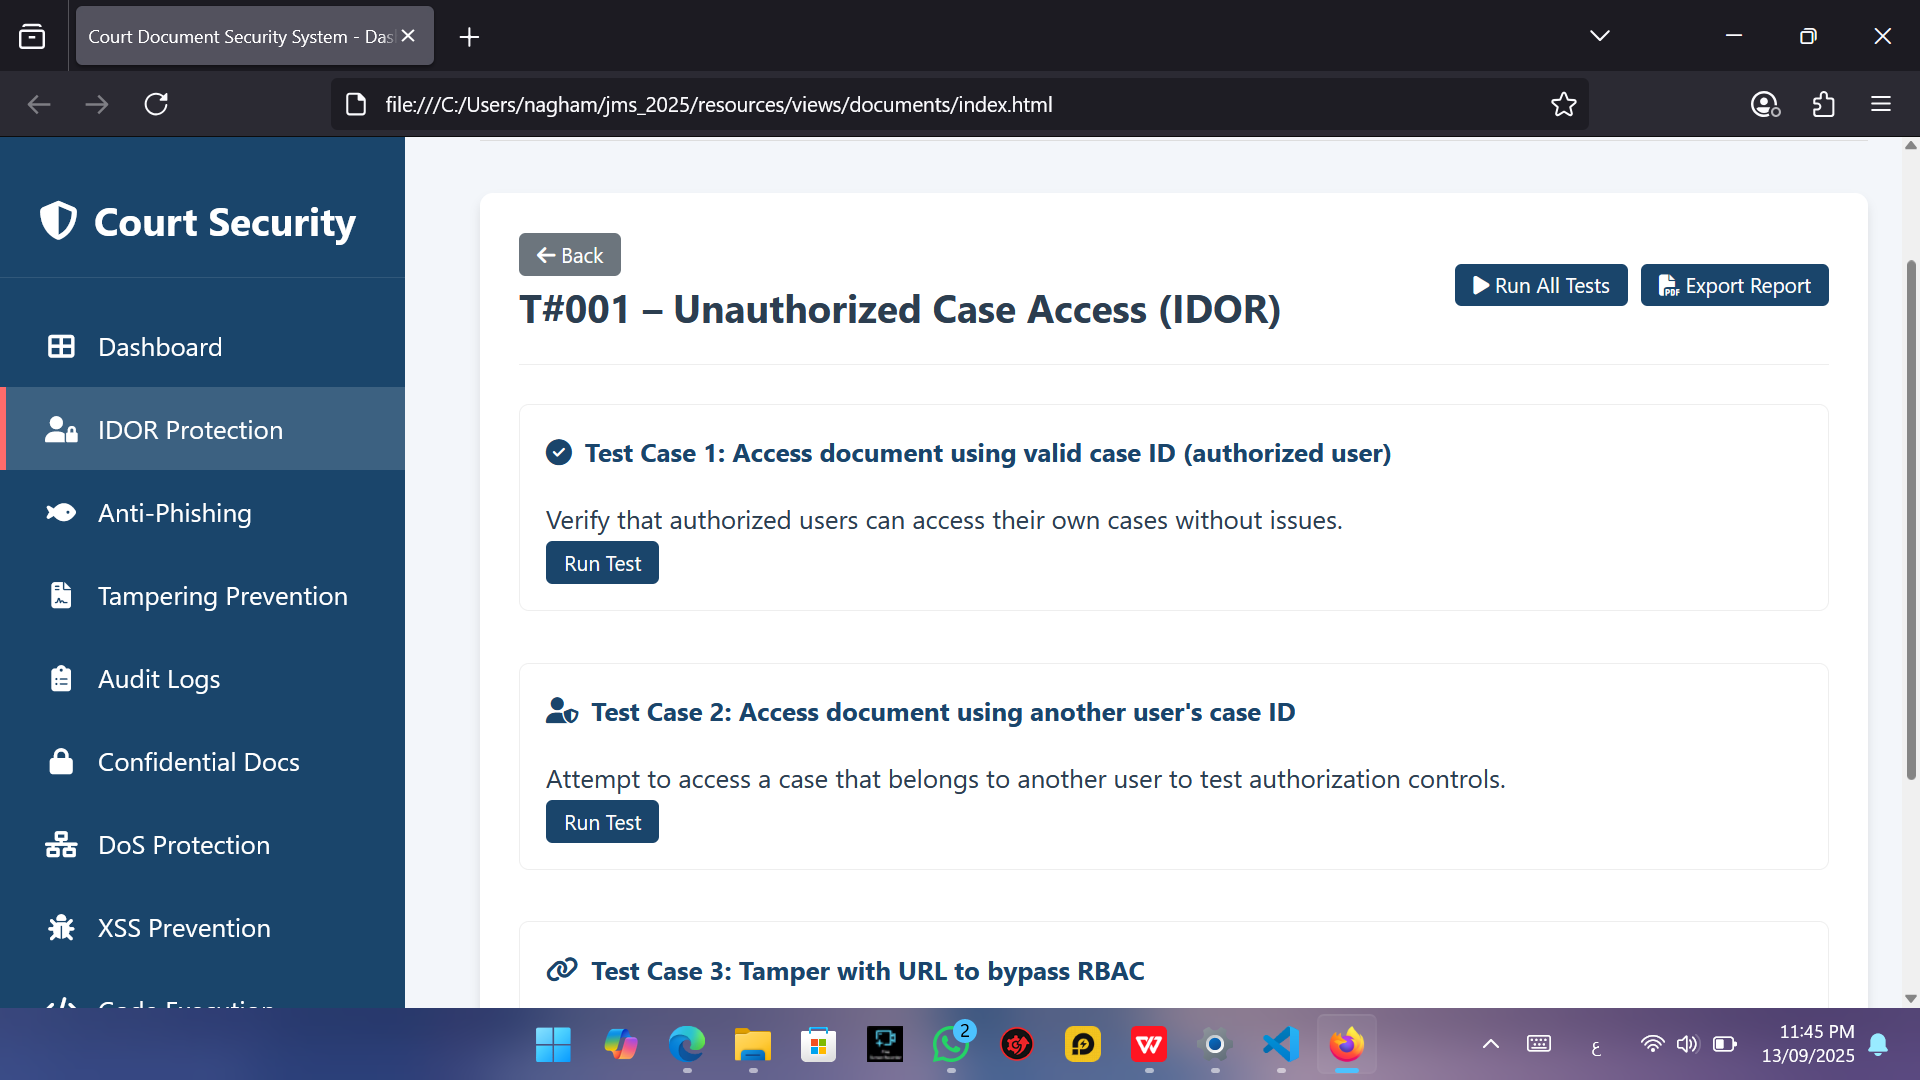 Court Document Security System - Das
file:///C:/Users/nagham/jms_2025/resources/views/documents/index.html
Court Security
Dashboard
IDOR Protection
Anti-Phishing
Tampering Prevention
Audit Logs
Confidential Docs
DoS Protection
XSS Prevention
Code Execution
Back
T#001 – Unauthorized Case Access (IDOR)
Run All Tests
PDF Export Report
Test Case 1: Access document using valid case ID (authorized user)
Verify that authorized users can access their own cases without issues.
Run Test
Test Case 2: Access document using another user's case ID
Attempt to access a case that belongs to another user to test authorization controls.
Run Test
Test Case 3: Tamper with URL to bypass RBAC
2
ع
11:45 PM
13/09/2025